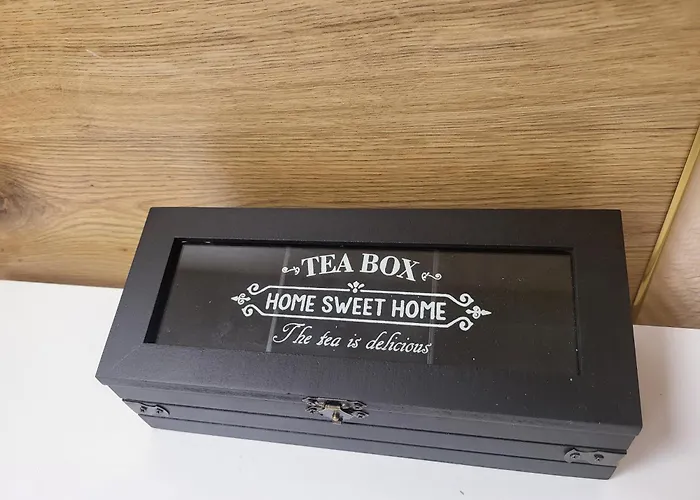 TEA BOX
HOME SWEET HOME
The tea is delicious